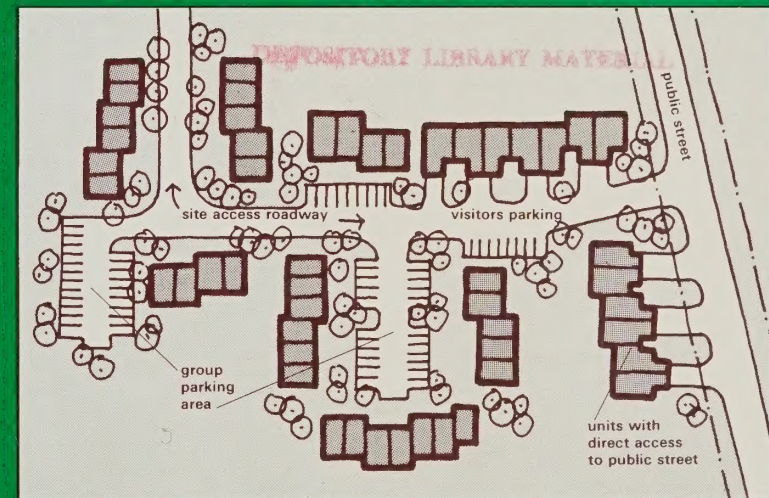 DEPOSITORY LIBRARY MATERIAL
public street
site access roadway
visitors parking
group
parking
area
units with
direct access
to public street